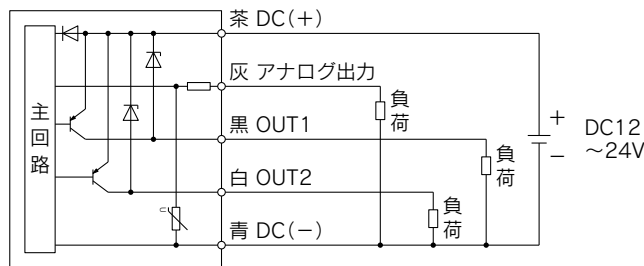 茶 DC(+)
灰 アナログ出力
主回路
負荷
黒 OUT1
+
−
DC12
～24V
負荷
白 OUT2
負荷
青 DC(−)